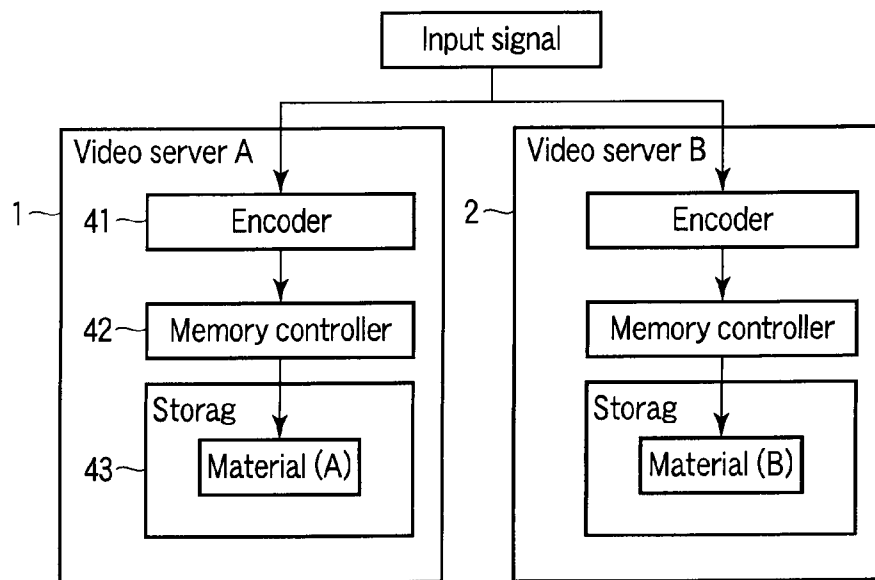 Input signal
Video server A
1
41
Encoder
42
Memory controller
Storag
43
Material (A)
Video server B
2
Encoder
Memory controller
Storag
Material (B)